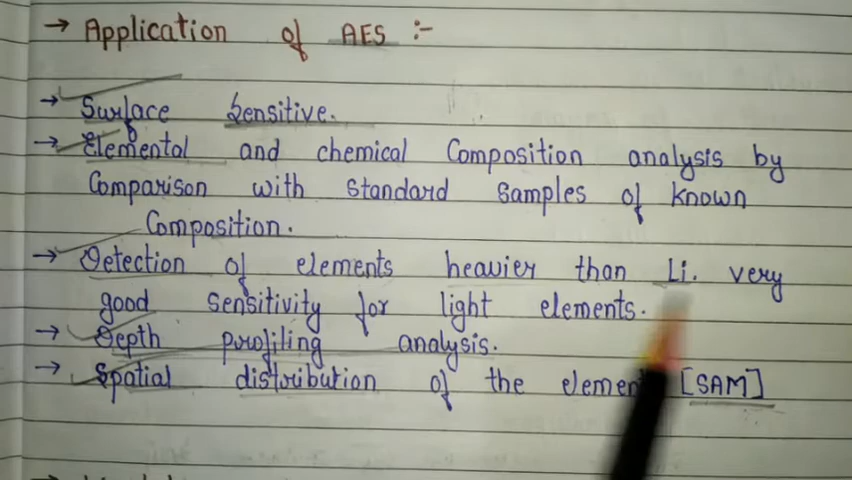 → Application of AES :-
→ Surface Sensitive.
→ Elemental and chemical Composition analysis by
Comparison with standard samples of known
Composition.
→ Detection of elements heavier than Li. very
good sensitivity for light elements.
→ Depth profiling analysis.
→ Spatial distribution of the element [SAM]